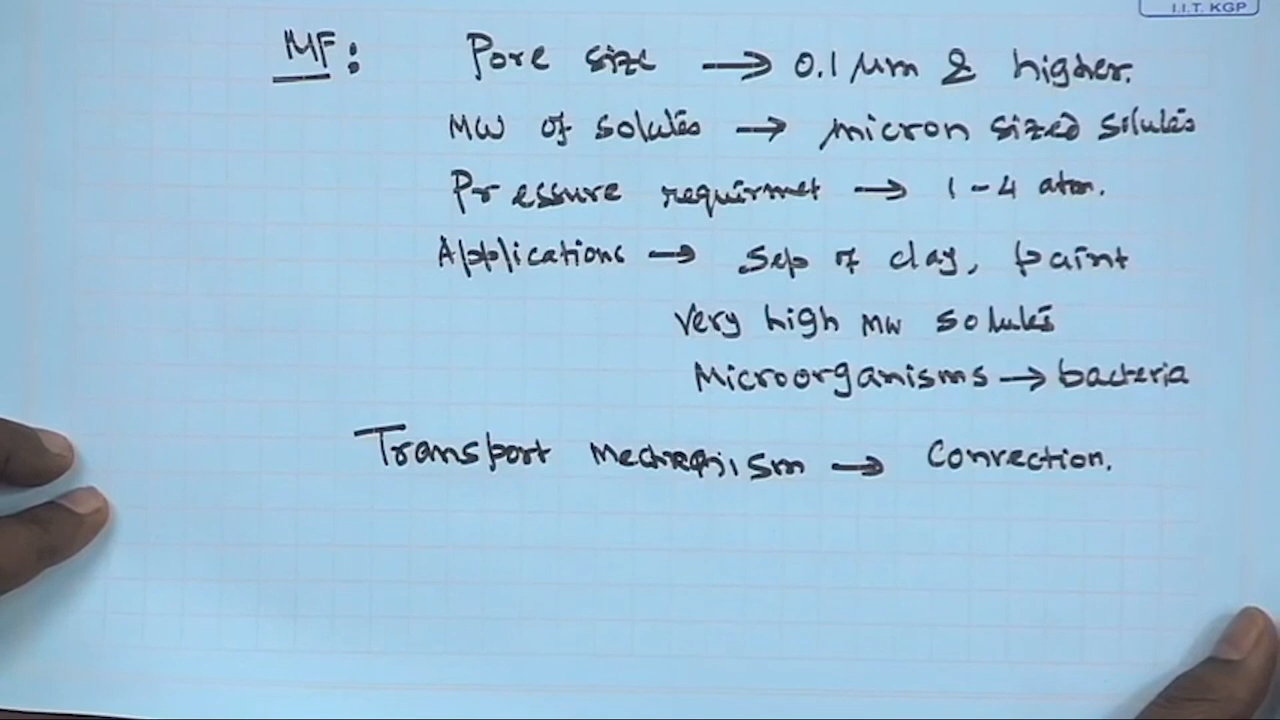 I.I.T. KGP
MF: Pore size → 0.1 μm & higher.
MW of solutes → micron sized solutes
Pressure requirmet → 1-4 atm.
Applications → Sep of clay, paint
Very high MW solutes
Microorganisms → bacteria
Transport mechanism → Convection.